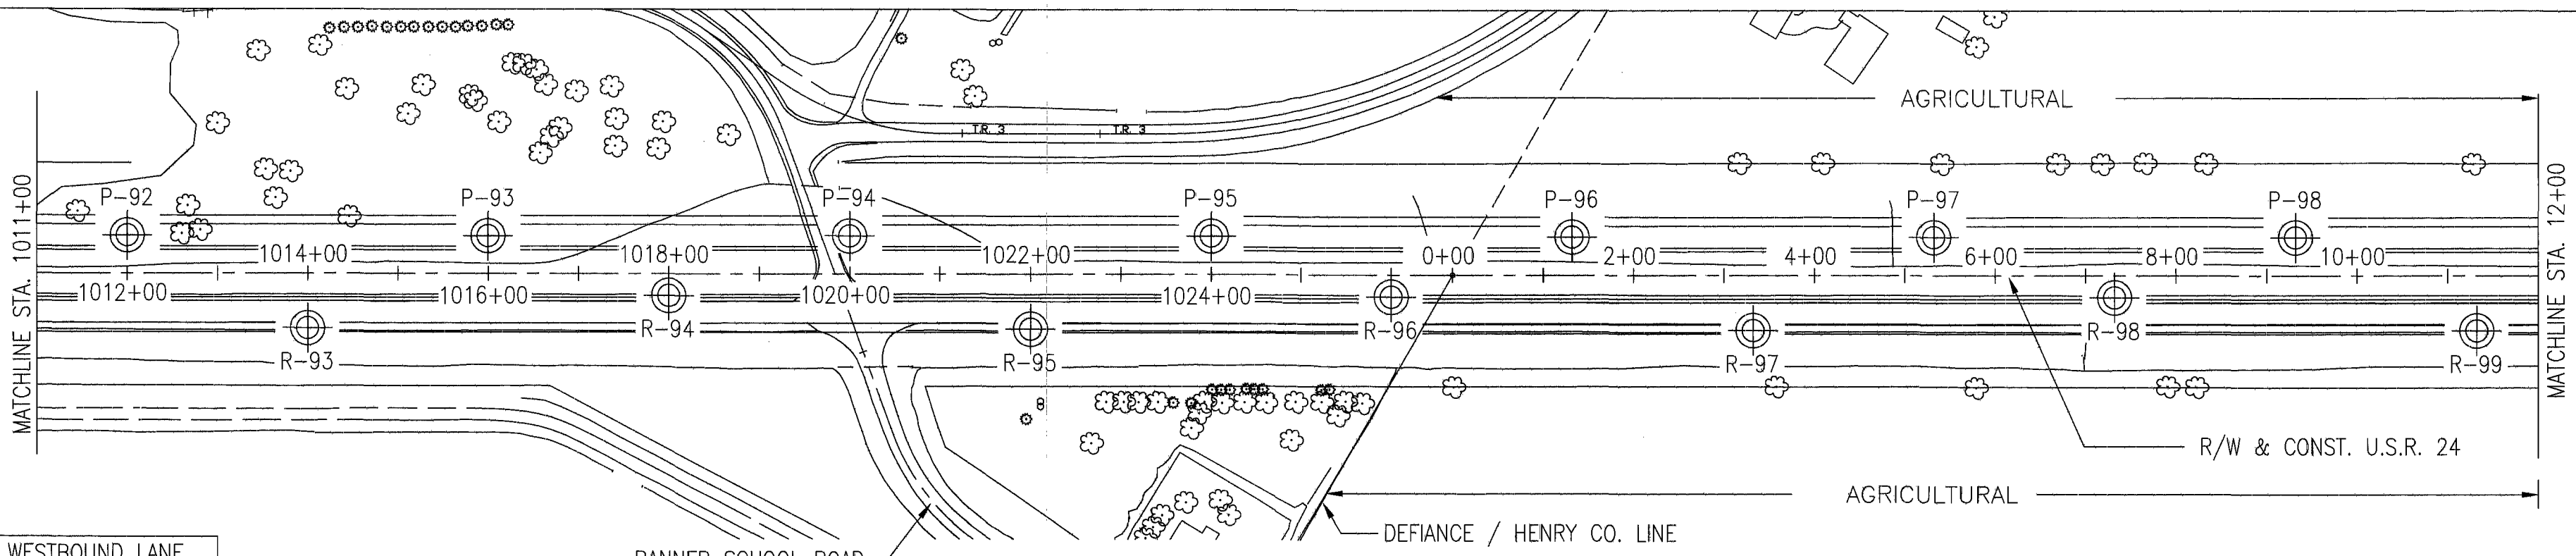 AGRICULTURAL
T.R. 3
T.R. 3
MATCHLINE STA. 1011+00
MATCHLINE STA. 12+00
P-92
P-93
P-94
P-95
P-96
P-97
P-98
1014+00
1018+00
1022+00
0+00
2+00
4+00
6+00
8+00
10+00
1012+00
1016+00
1020+00
1024+00
R-93
R-94
R-95
R-96
R-97
R-98
R-99
R/W & CONST. U.S.R. 24
AGRICULTURAL
DEFIANCE / HENRY CO. LINE
WESTBOUND LANE
BANNER SCHOOL ROAD